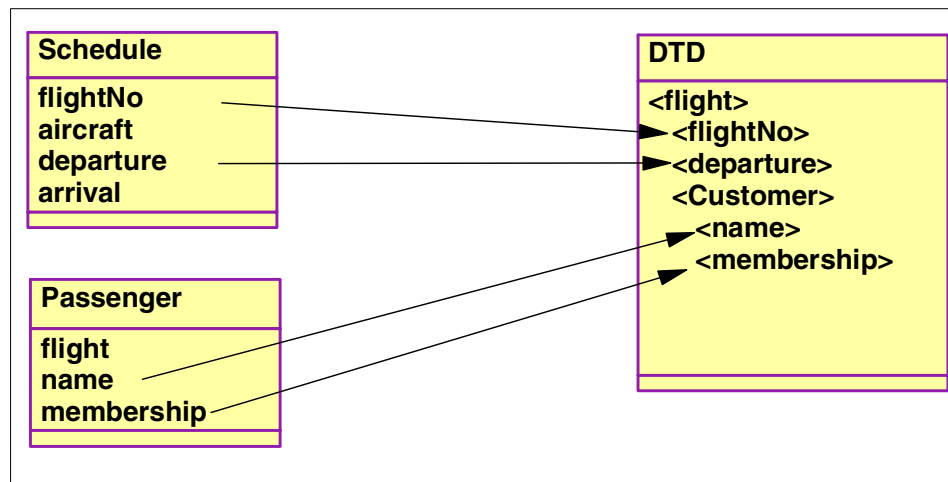 Schedule
flightNo
aircraft
departure
arrival
Passenger
flight
name
membership
DTD
<flight>
<flightNo>
<departure>
<Customer>
<name>
<membership>